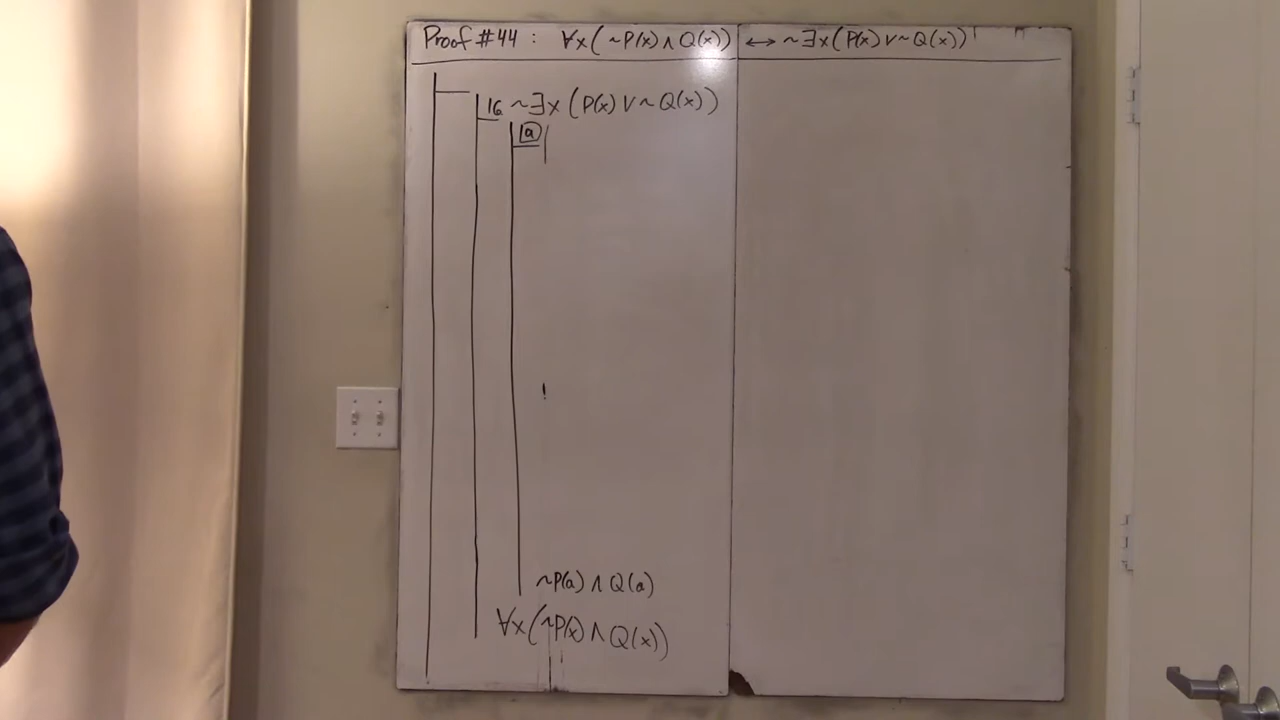 Proof #44 : ∀x(~P(x) ∧ Q(x)) ↔ ~∃x(P(x) ∨ ~Q(x))
16 ~∃x(P(x) ∨ ~Q(x))
a
~P(a) ∧ Q(a)
∀x(~P(x) ∧ Q(x))